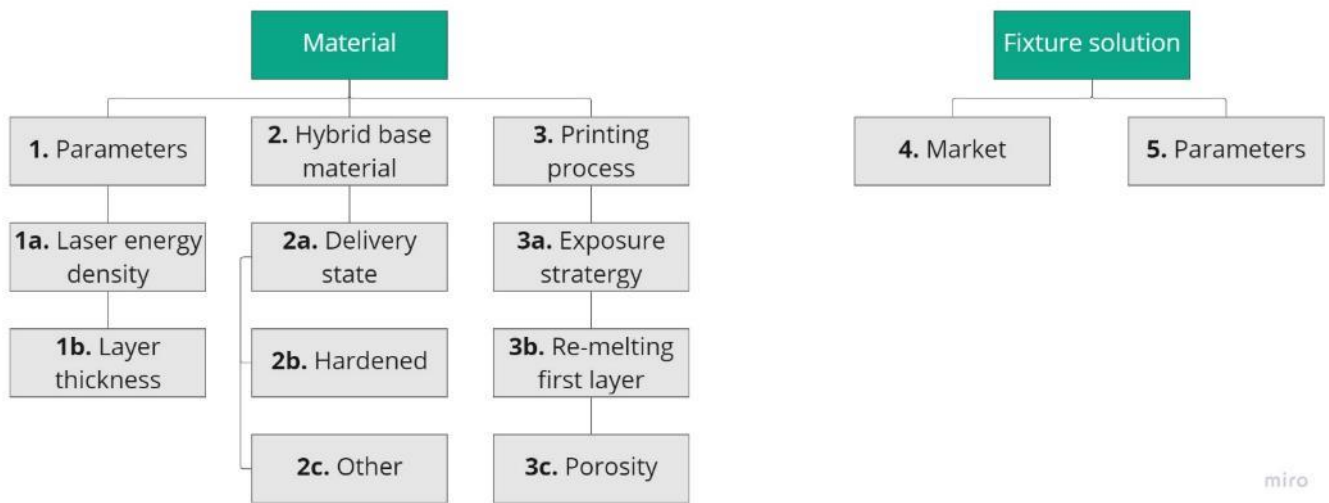 Material
Fixture solution
1. Parameters
2. Hybrid base
material
3. Printing
process
4. Market
5. Parameters
1a. Laser energy
density
2a. Delivery
state
3a. Exposure
stratergy
1b. Layer
thickness
2b. Hardened
3b. Re-melting
first layer
2c. Other
3c. Porosity
miro